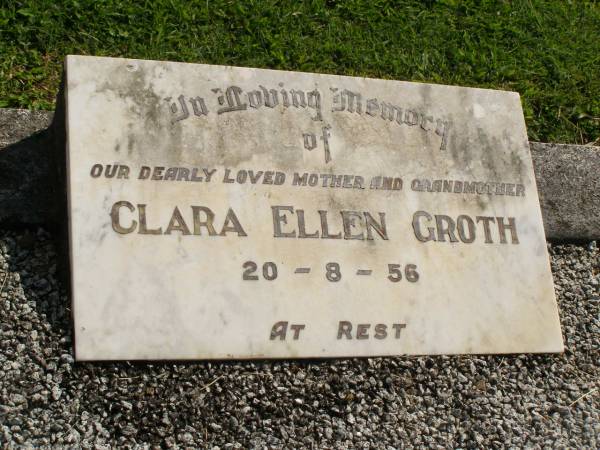 In Loving Memory
of
OUR DEARLY LOVED MOTHER AND GRANDMOTHER
CLARA ELLEN GROTH
20 - 8 - 56
AT REST